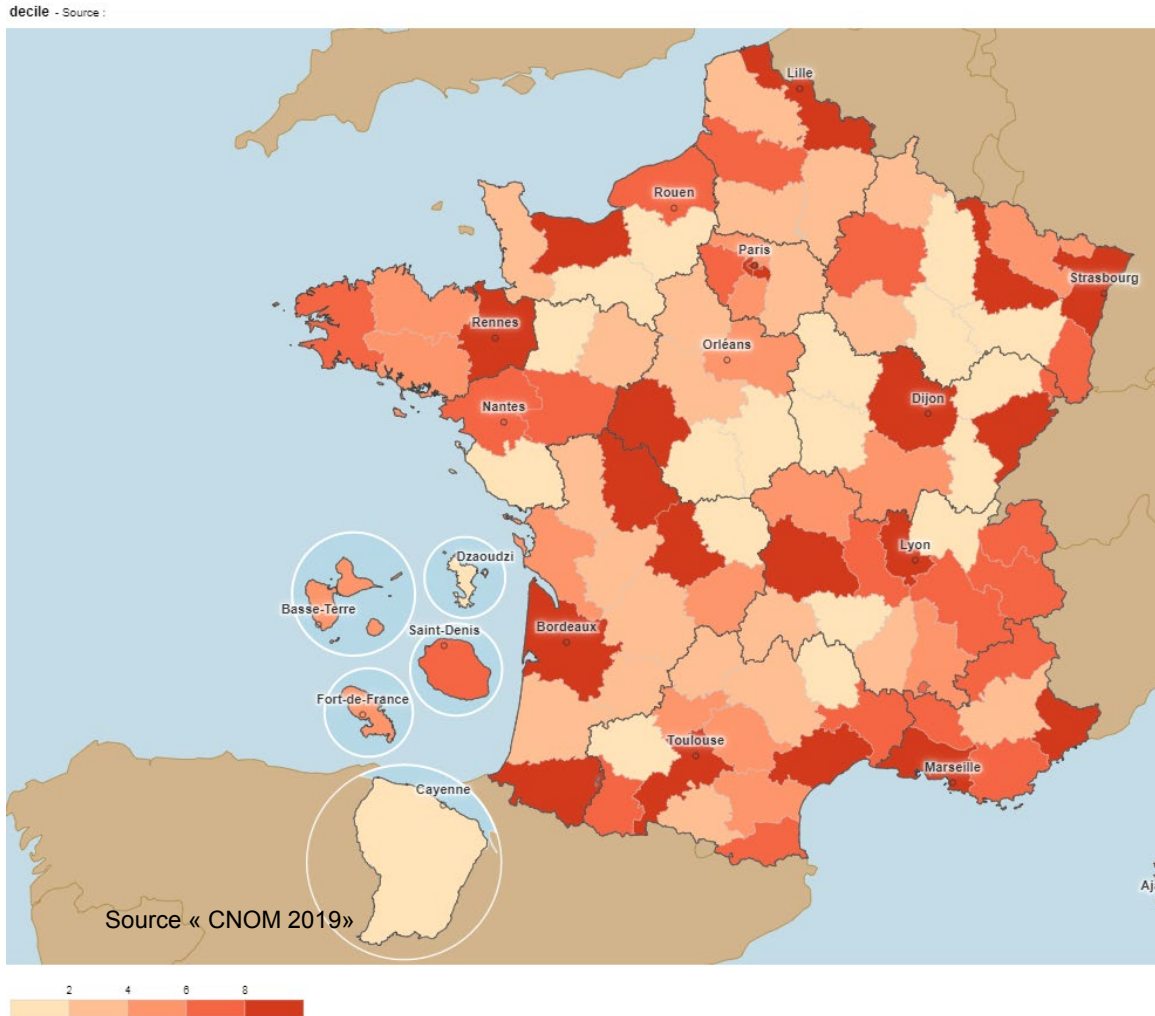 decile - Source :
Lille
Rouen
Paris
Strasbourg
Rennes
Orléans
Dijon
Nantes
Lyon
Dzaoudzi
Basse-Terre
Saint-Denis
Bordeaux
Fort-de-France
Toulouse
Marseille
Cayenne
Aj
Source « CNOM 2019»
2 4 6 8